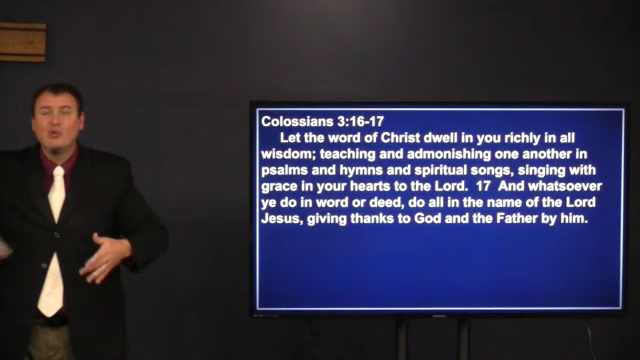 Colossians 3:16-17
Let the word of Christ dwell in you richly in all
wisdom; teaching and admonishing one another in
psalms and hymns and spiritual songs, singing with
grace in your hearts to the Lord.  17  And whatsoever
ye do in word or deed, do all in the name of the Lord
Jesus, giving thanks to God and the Father by him.